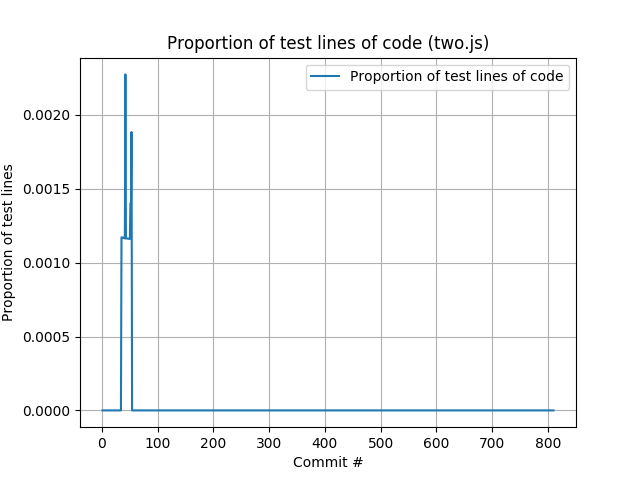 Proportion of test lines of code (two.js)
Proportion of test lines of code
Proportion of test lines
0.0020
0.0015
0.0010
0.0005
0.0000
0 100 200 300 400 500 600 700 800
Commit #